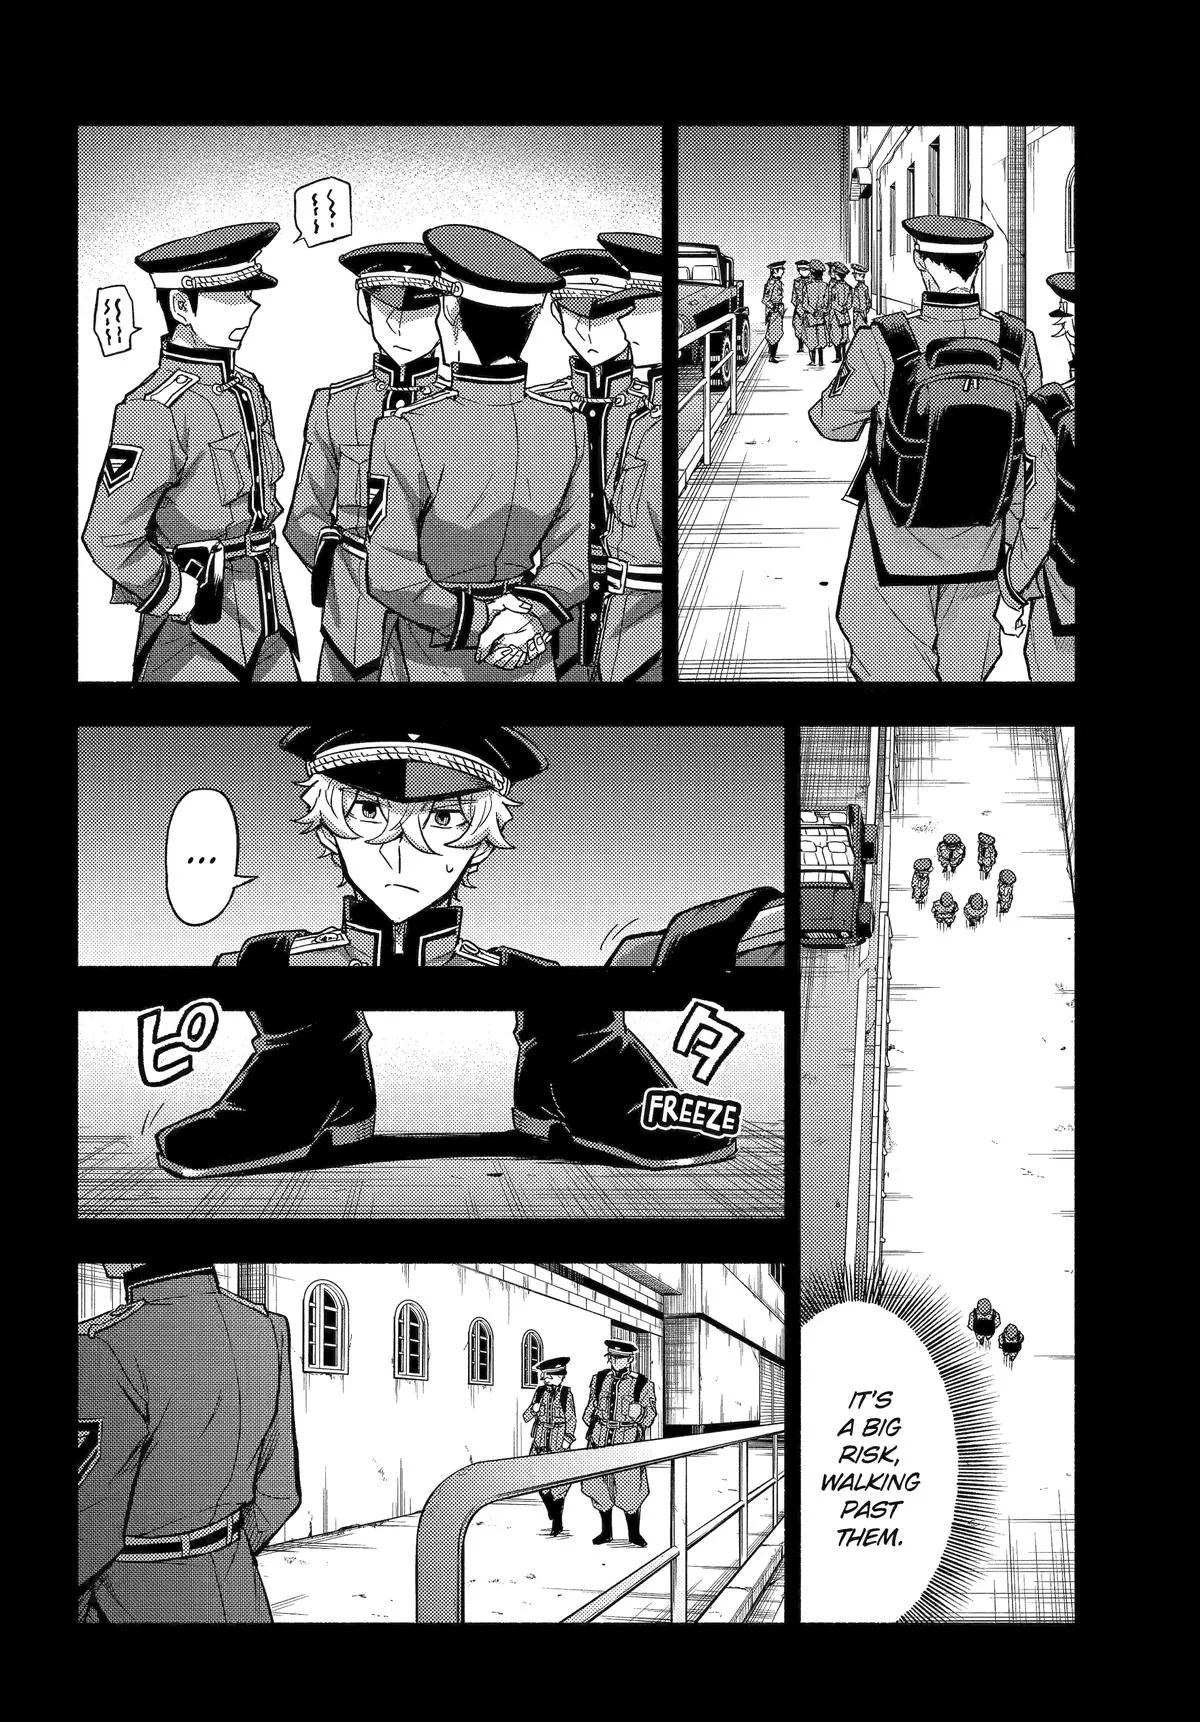 IT'S
A BIG
RISK,
WALKING
PAST
THEM.
...
ピタ
FREEZE